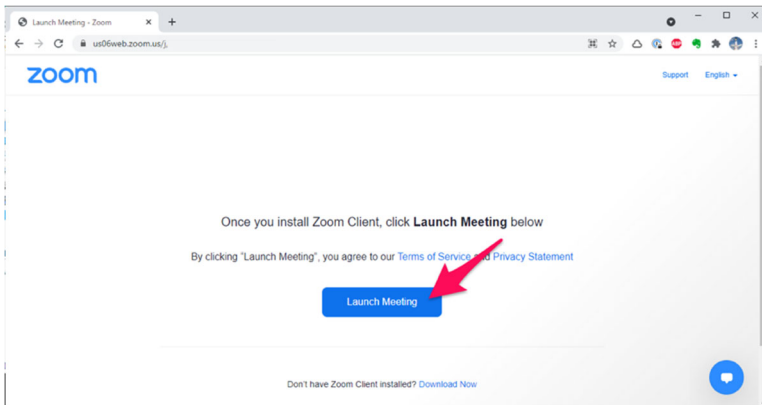 Launch Meeting - Zoom
us06web.zoom.us/j,
zoom
Support English
Once you install Zoom Client, click Launch Meeting below
By clicking "Launch Meeting", you agree to our Terms of Service and Privacy Statement
Launch Meeting
Don't have Zoom Client installed? Download Now